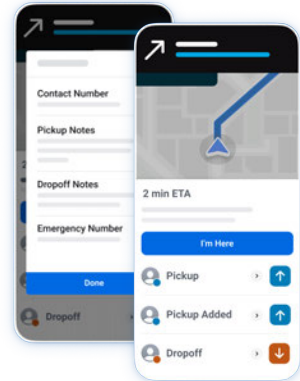 Contact Number
Pickup Notes
Dropoff Notes
Emergency Number
Done
Dropoff
2 min ETA
I'm Here
Pickup
Pickup Added
Dropoff